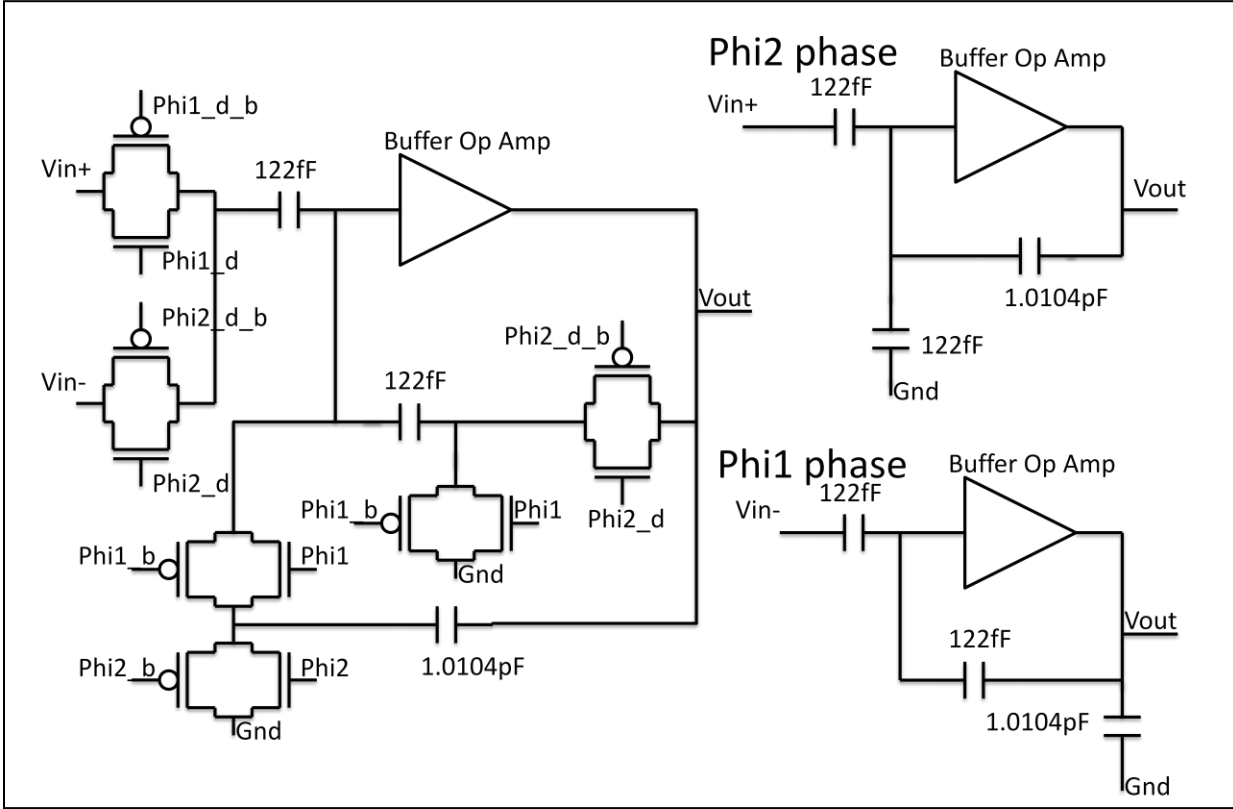 Phi1_d_b
Vin+
122fF
Buffer Op Amp
Phi1_d
Phi2_d_b
Vin-
Phi2_d
Vout
Phi2_d_b
122fF
Phi2_d
Phi1_b
Phi1
Gnd
Phi1_b
Phi1
1.0104pF
Phi2_b
Phi2
Gnd
Phi2 phase
Buffer Op Amp
122fF
Vin+
Vout
1.0104pF
122fF
Gnd
Phi1 phase
Buffer Op Amp
122fF
Vin-
Vout
122fF
1.0104pF
Gnd